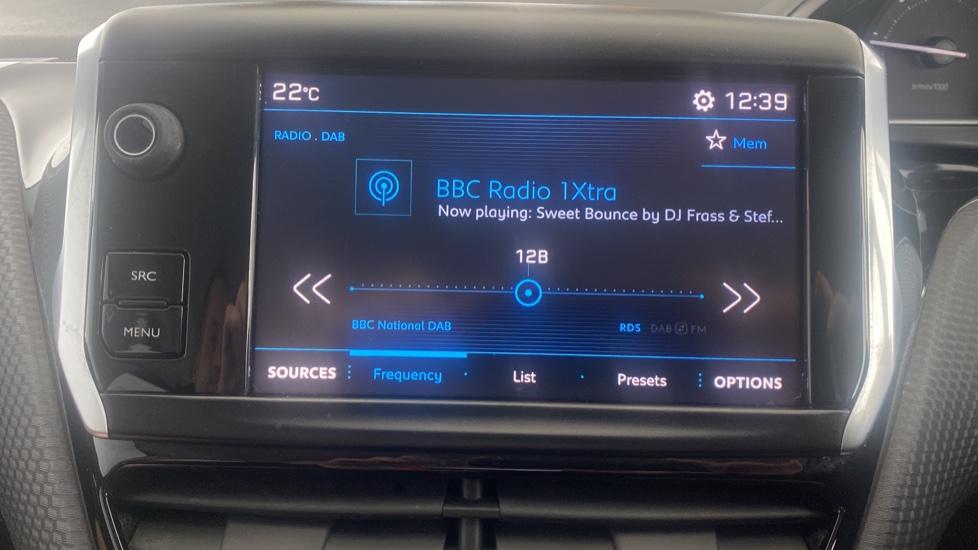 22°C 12:39
RADIO . DAB
Mem
BBC Radio 1Xtra
Now playing: Sweet Bounce by DJ Frass & Stef...
12B
SRC
MENU
BBC National DAB RDS DAB FM
SOURCES Frequency List Presets OPTIONS